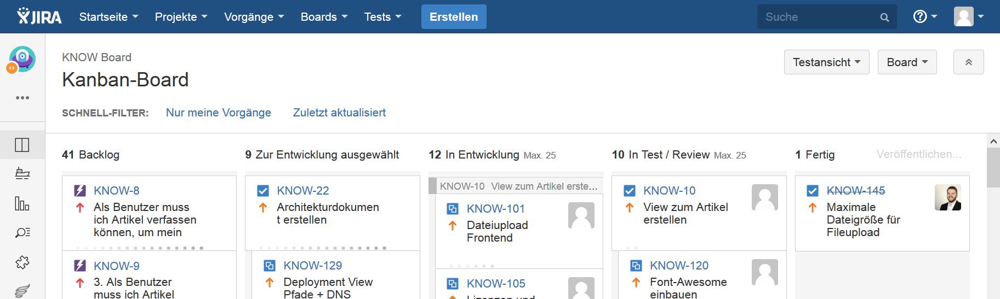 JIRA Startseite Projekte Vorgänge Boards Tests Erstellen Suche
KNOW Board
Kanban-Board
Testansicht Board
SCHNELL-FILTER: Nur meine Vorgänge Zuletzt aktualisiert
41 Backlog 9 Zur Entwicklung ausgewählt 12 In Entwicklung Max. 25 10 In Test / Review Max. 25 1 Fertig Veröffentlichen...
KNOW-8
Als Benutzer muss
ich Artikel verfassen
können, um mein
KNOW-9
3. Als Benutzer
muss ich Artikel
KNOW-22
Architekturdokumen
t erstellen
KNOW-129
Deployment View
Pfade + DNS
KNOW-10 View zum Artikel erste...
KNOW-101
Dateiupload
Frontend
KNOW-105
Lizenzen und
KNOW-10
View zum Artikel
erstellen
KNOW-120
Font-Awesome
einbauen
KNOW-145
Maximale
Dateigröße für
Fileupload